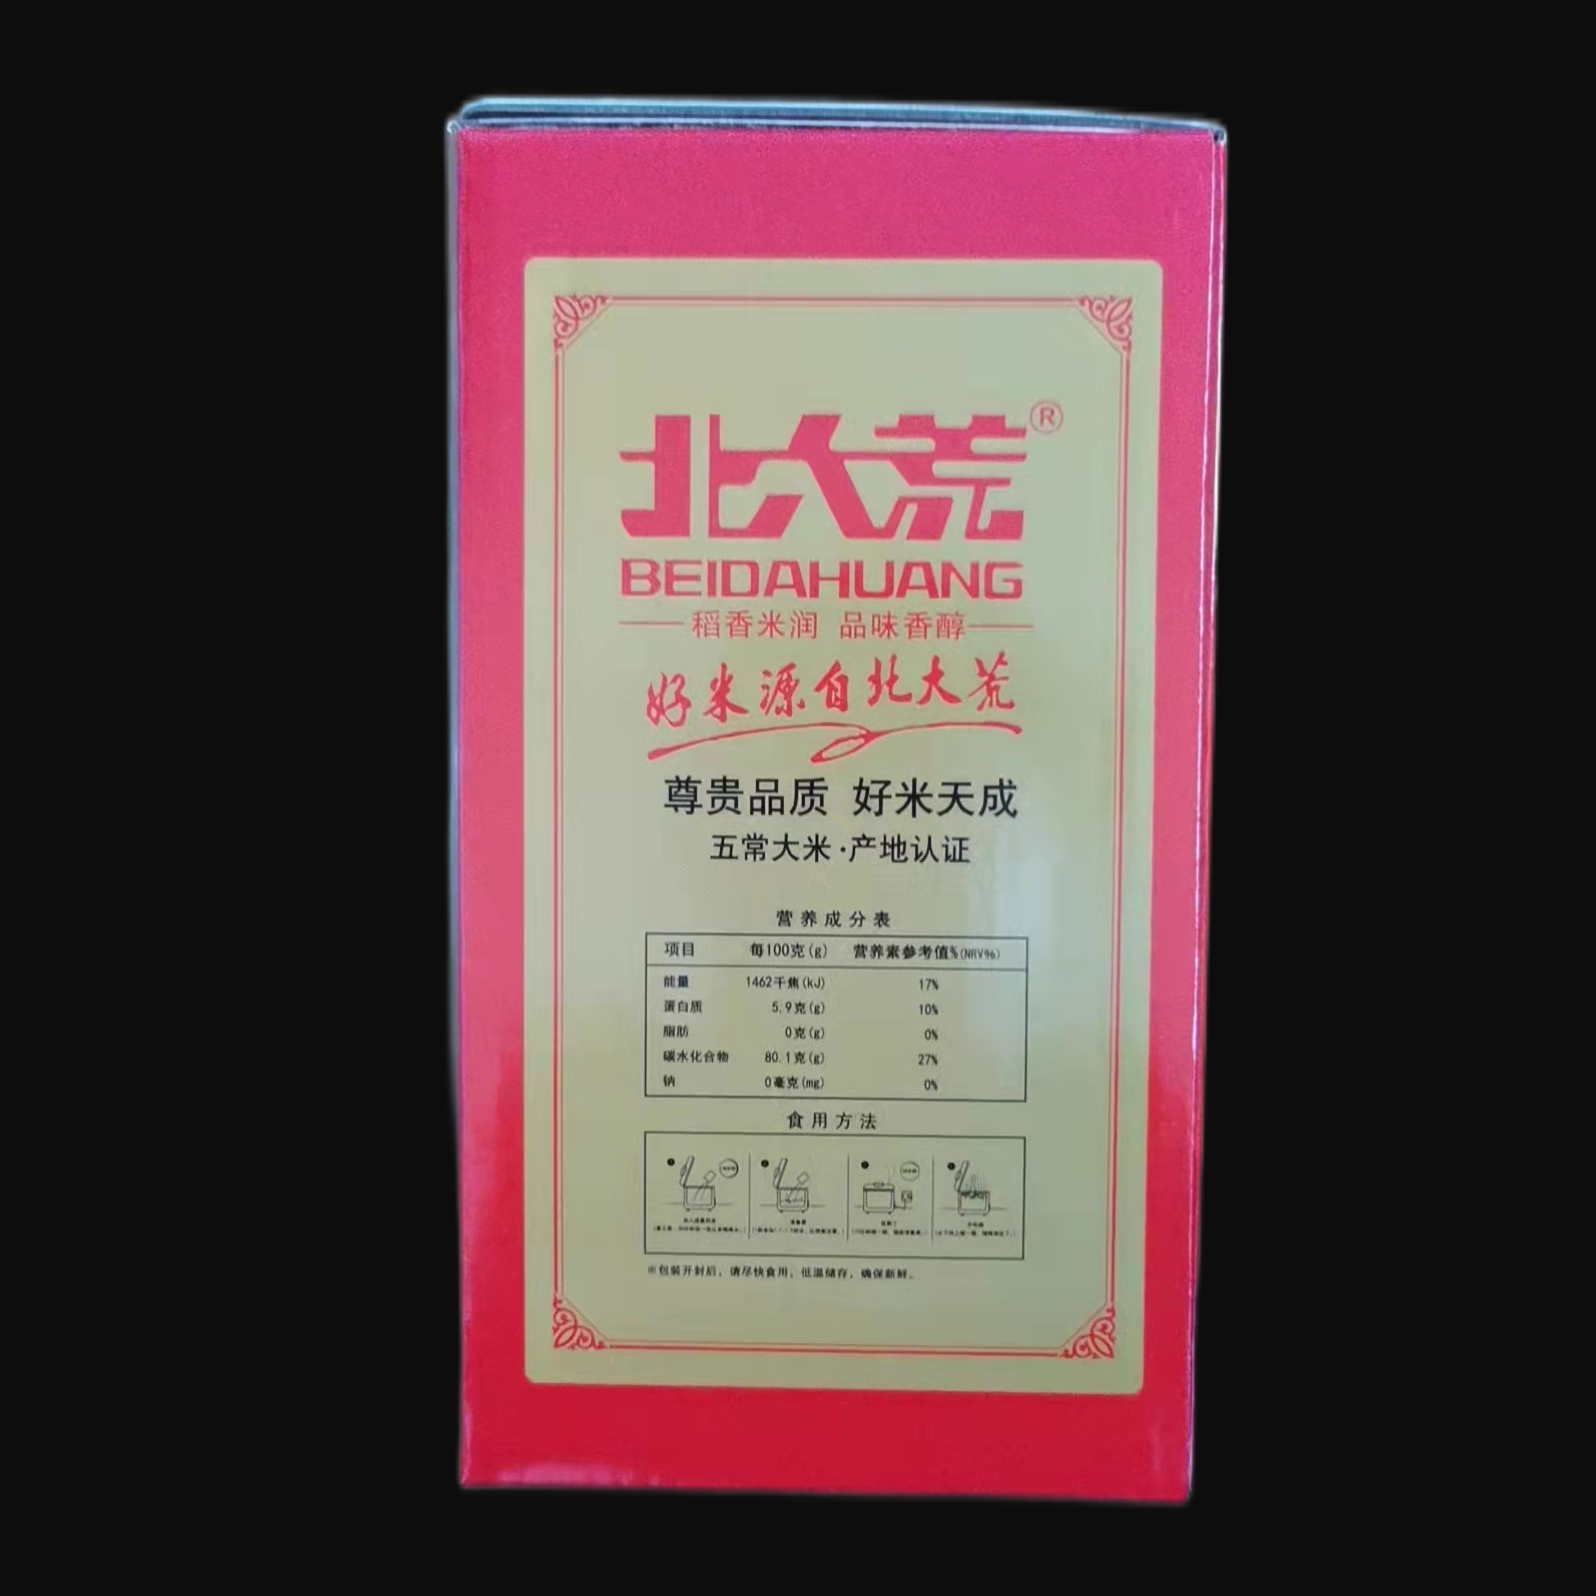 北大荒®
BEIDAHUANG
稻香米润 品味香醇
好米源自北大荒
尊贵品质 好米天成
五常大米·产地认证
营养成分表
项目 每100克(g) 营养素参考值%(NRV%)
能量 1462千焦(kJ) 17%
蛋白质 5.9克(g) 10%
脂肪 0克(g) 0%
碳水化合物 80.1克(g) 27%
钠 0毫克(mg) 0%
食用方法
※包装开封后，请尽快食用，低温储存，确保新鲜。